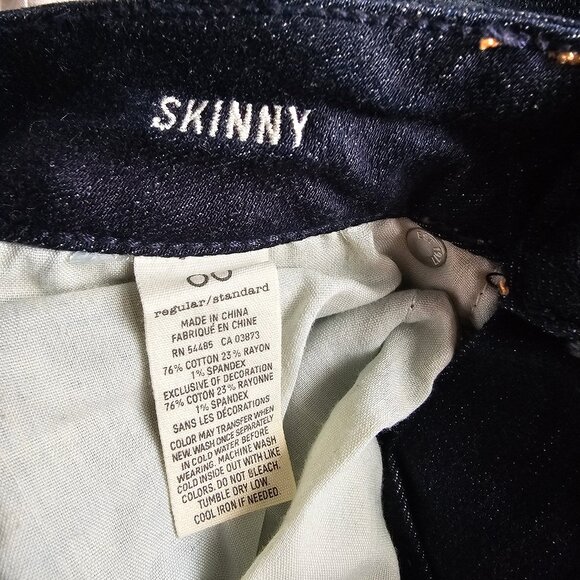 SKINNY
regular/standard
MADE IN CHINA
FABRIQUÉ EN CHINE
RN 54485 CA 03873
76% COTTON 23% RAYON
1% SPANDEX
EXCLUSIVE OF DECORATION
76% COTON 23% RAYONNE
1% SPANDEX
SANS LES DÉCORATIONS
COLOR MAY TRANSFER WHEN
NEW. WASH ONCE SEPARATELY
IN COLD WATER BEFORE
WEARING. MACHINE WASH
COLD INSIDE OUT WITH LIKE
COLORS. DO NOT BLEACH.
TUMBLE DRY LOW.
COOL IRON IF NEEDED.